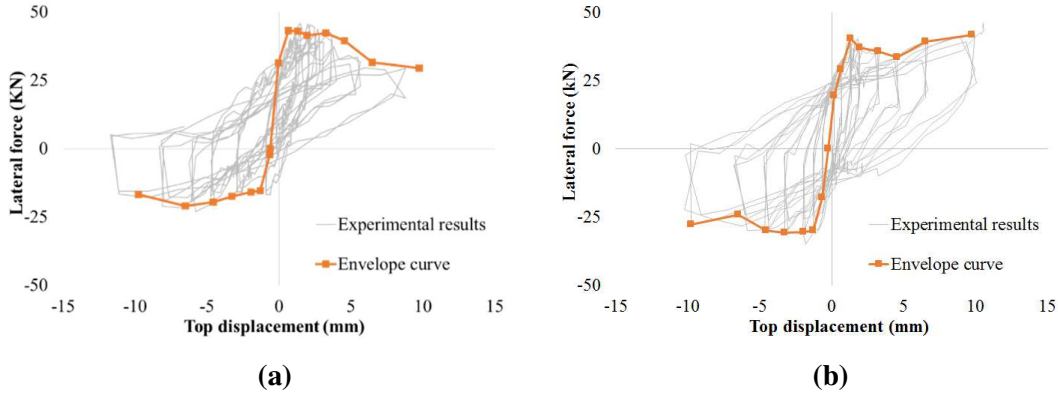 50
25
0
-25
-50
Lateral force (KN)
Experimental results
Envelope curve
-15
-10
-5
0
5
10
15
Top displacement (mm)
(a)
50
25
0
-25
-50
Lateral force (kN)
Experimental results
Envelope curve
-15
-10
-5
0
5
10
15
Top displacement (mm)
(b)